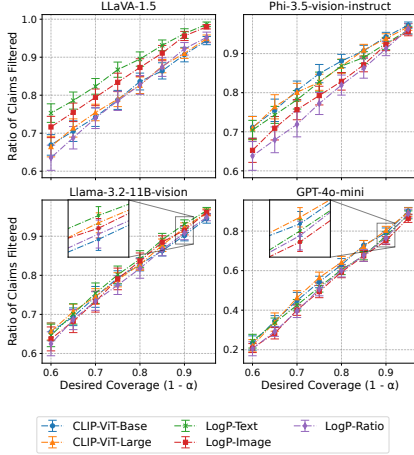 LLaVA-1.5
Phi-3.5-vision-instruct
Ratio of Claims Filtered
1.0
0.9
0.8
0.7
0.6
0.9
0.8
0.7
0.6
Llama-3.2-11B-vision
GPT-4o-mini
Ratio of Claims Filtered
0.9
0.8
0.7
0.6
0.8
0.6
0.4
0.2
0.6 0.7 0.8 0.9
0.6 0.7 0.8 0.9
Desired Coverage (1 - α)
Desired Coverage (1 - α)
CLIP-ViT-Base
LogP-Text
LogP-Ratio
CLIP-ViT-Large
LogP-Image